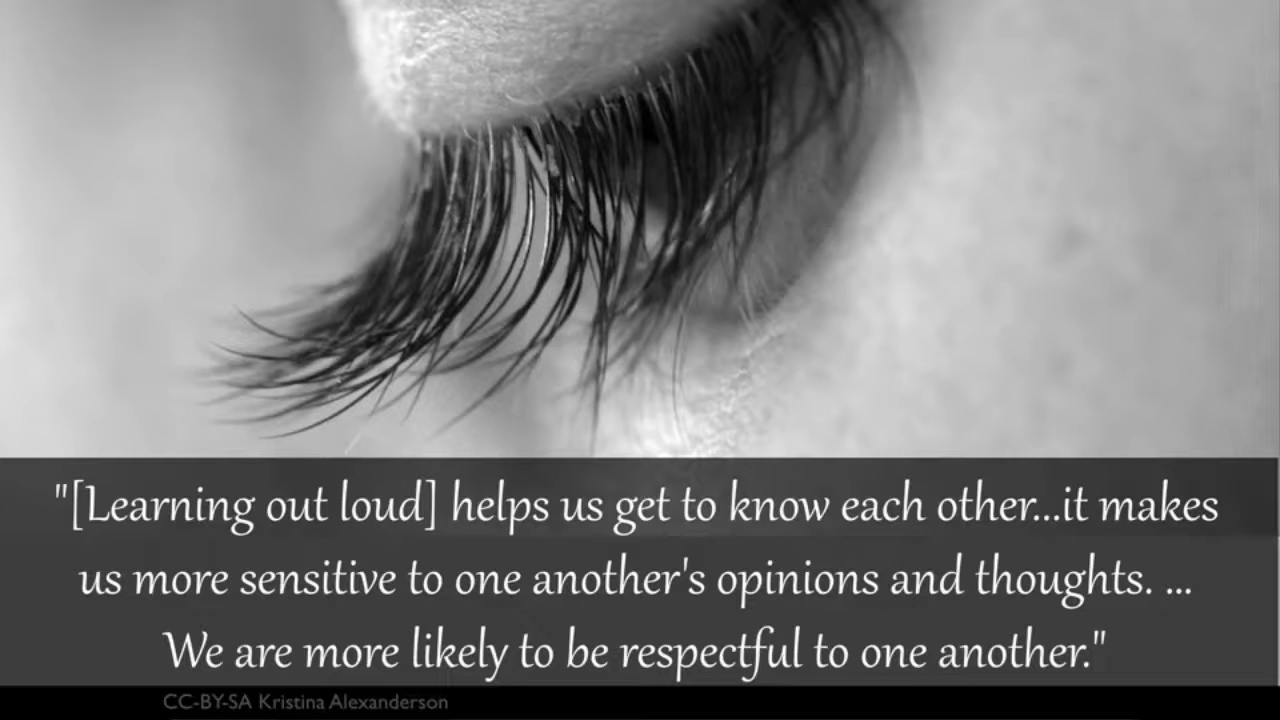 "[Learning out loud] helps us get to know each other...it makes
us more sensitive to one another's opinions and thoughts. ...
We are more likely to be respectful to one another."
CC-BY-SA Kristina Alexanderson